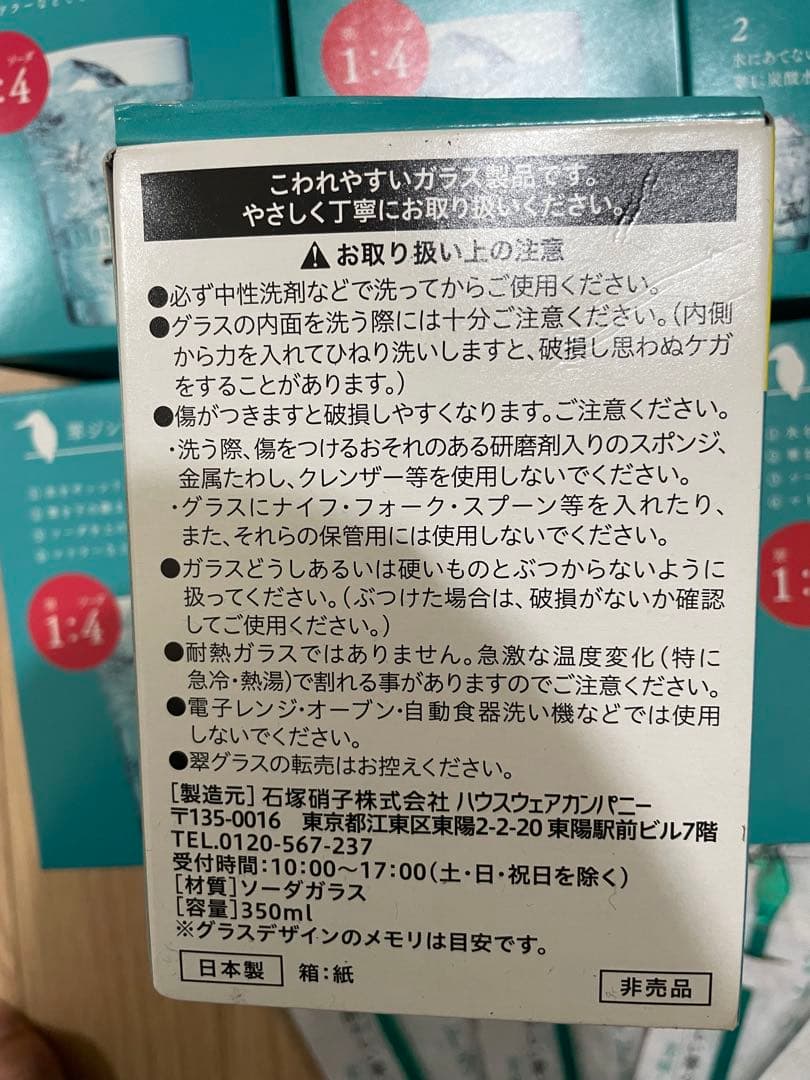 ソーダ
:4
翠 ソーダ
1:4
2
こわれやすいガラス製品です。
やさしく丁寧にお取り扱いください。
お取り扱い上の注意
●必ず中性洗剤などで洗ってからご使用ください。
●グラスの内面を洗う際には十分ご注意ください。(内側
から力を入れてひねり洗いしますと、破損し思わぬケガ
をすることがあります。)
●傷がつきますと破損しやすくなります。ご注意ください。
・洗う際、傷をつけるおそれのある研磨剤入りのスポンジ、
金属たわし、クレンザー等を使用しないでください。
・グラスにナイフ・フォーク・スプーン等を入れたり、
また、それらの保管用には使用しないでください。
●ガラスどうしあるいは硬いものとぶつからないように
扱ってください。(ぶつけた場合は、破損がないか確認
してご使用ください。)
●耐熱ガラスではありません。急激な温度変化(特に
急冷・熱湯)で割れる事がありますのでご注意ください。
●電子レンジ・オーブン・自動食器洗い機などでは使用
しないでください。
●翠グラスの転売はお控えください。
[製造元] 石塚硝子株式会社 ハウスウェアカンパニー
〒135-0016 東京都江東区東陽2-2-20 東陽駅前ビル7階
TEL.0120-567-237
受付時間:10:00〜17:00(土・日・祝日を除く)
[材質]ソーダガラス
[容量]350ml
※グラスデザインのメモリは目安です。
日本製 箱:紙
非売品
翠ジン
翠 ソーダ
1:4
1: